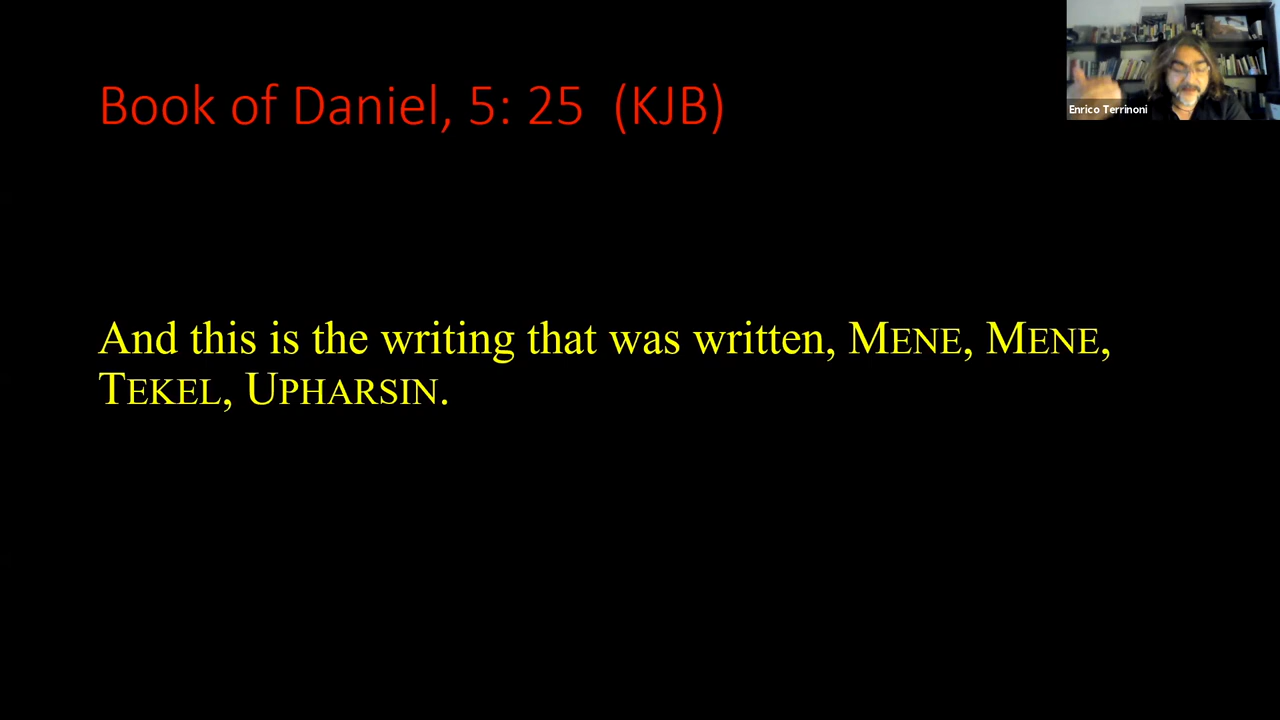 Book of Daniel, 5: 25 (KJB)
Enrico Terrinoni
And this is the writing that was written, MENE, MENE,
TEKEL, UPHARSIN.